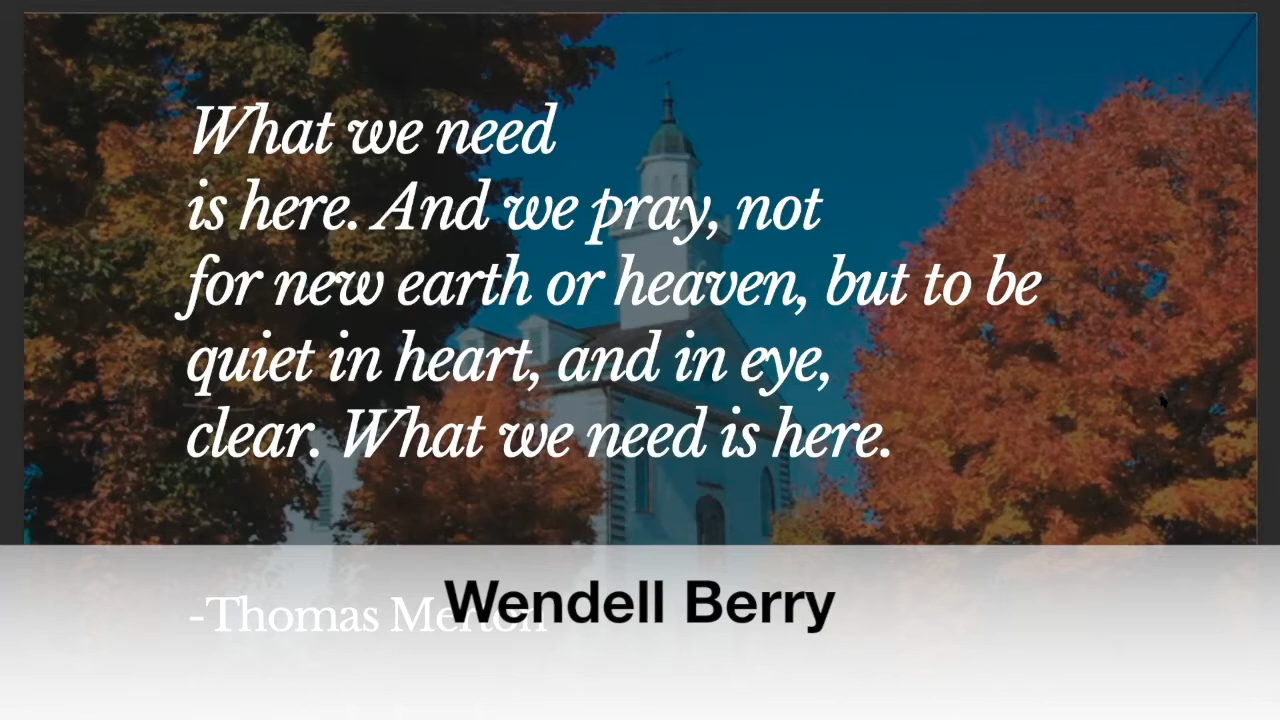 What we need
is here. And we pray, not
for new earth or heaven, but to be
quiet in heart, and in eye,
clear. What we need is here.
-Thomas Merton
Wendell Berry